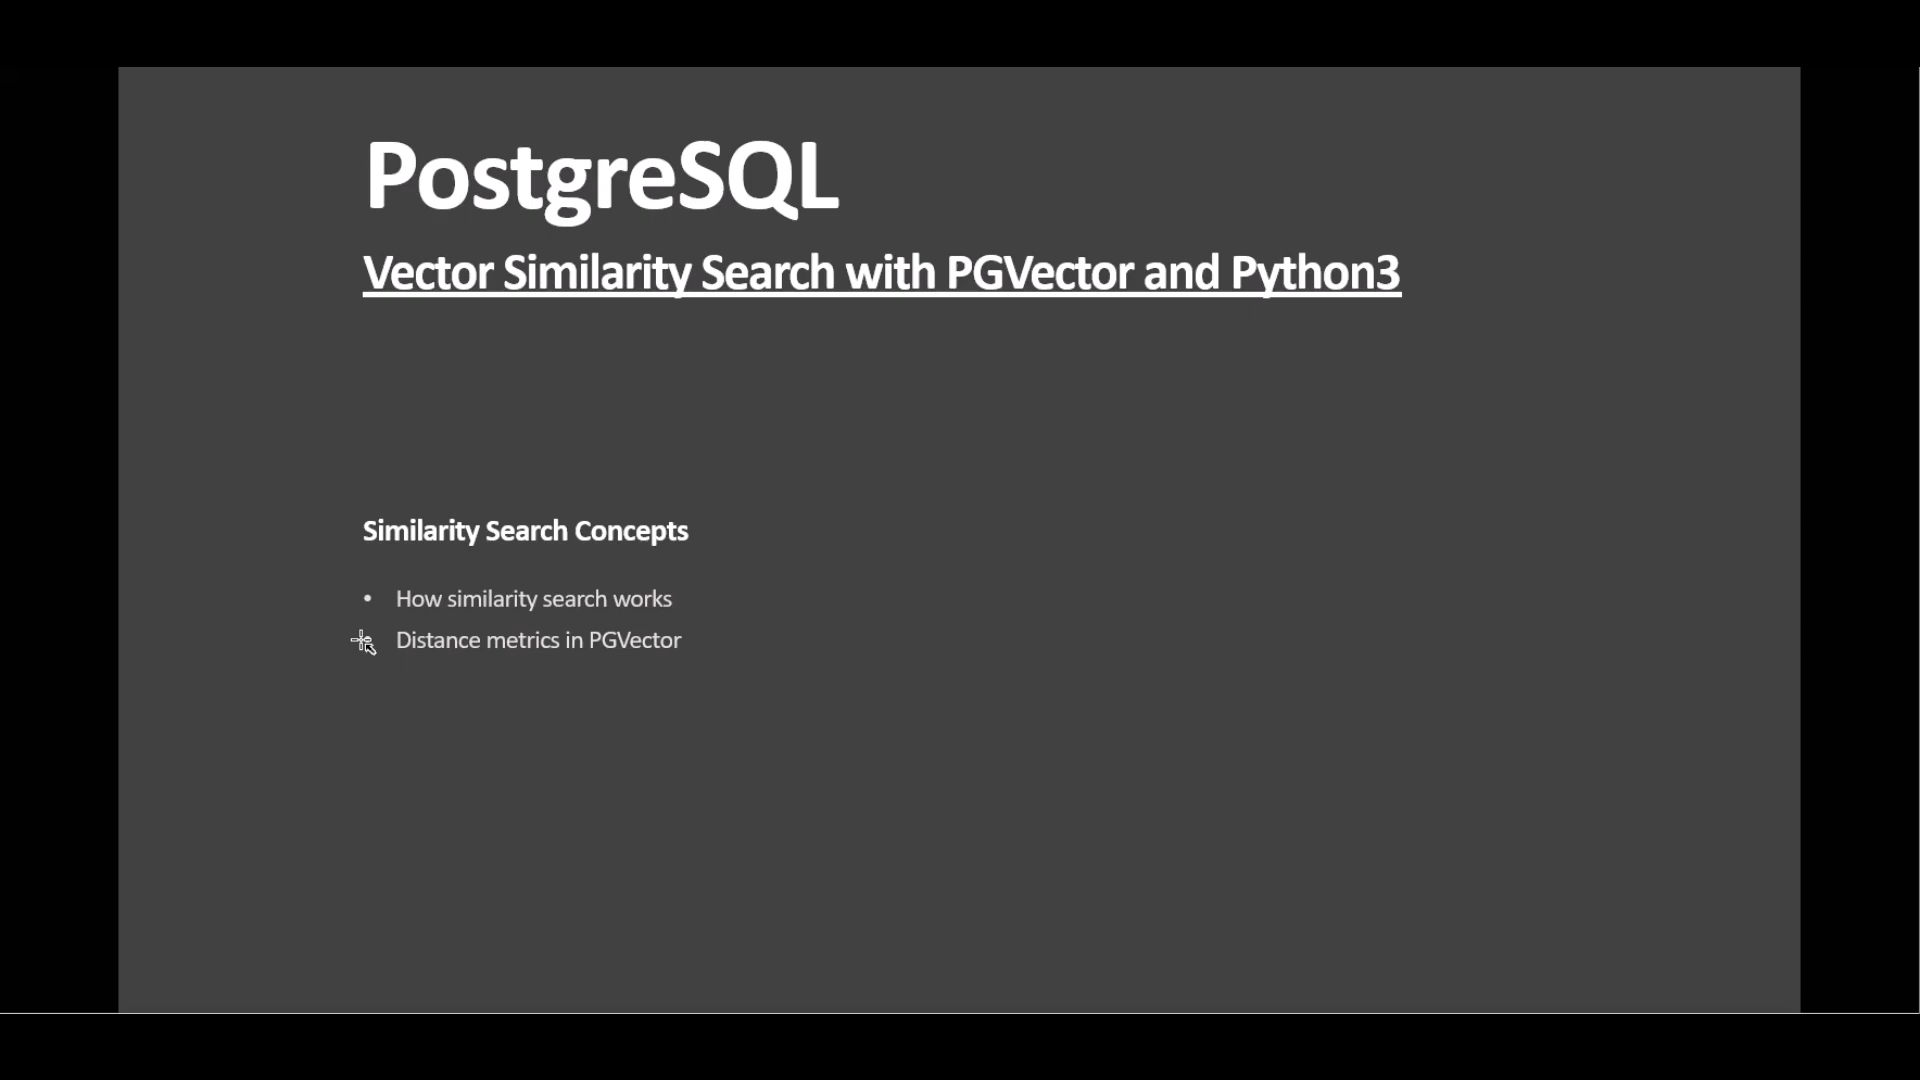 PostgreSQL
Vector Similarity Search with PGVector and Python3
Similarity Search Concepts
• How similarity search works
• Distance metrics in PGVector